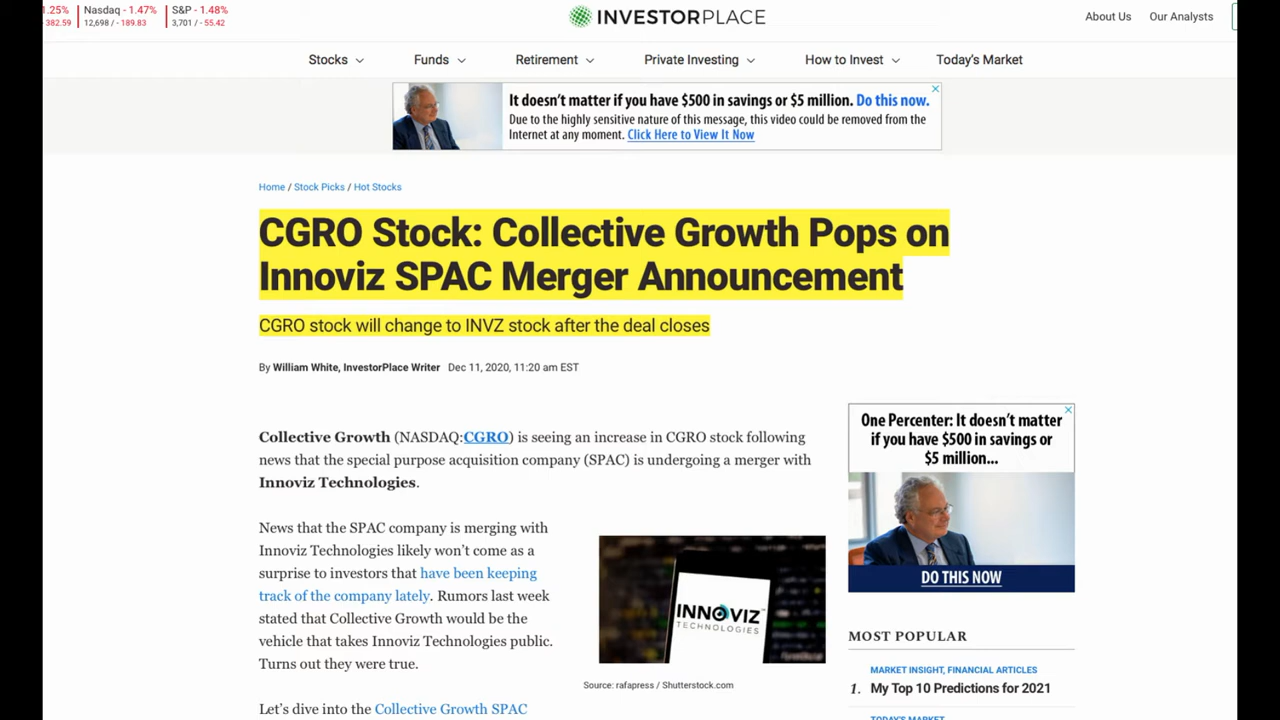 1.25%
382.59
Nasdaq - 1.47%
12,698 / - 189.83
S&P - 1.48%
3,701 / - 55.42
INVESTORPLACE
About Us
Our Analysts
Stocks
Funds
Retirement
Private Investing
How to Invest
Today's Market
It doesn't matter if you have $500 in savings or $5 million. Do this now.
Due to the highly sensitive nature of this message, this video could be removed from the
Internet at any moment. Click Here to View It Now
Home / Stock Picks / Hot Stocks
CGRO Stock: Collective Growth Pops on
Innoviz SPAC Merger Announcement
CGRO stock will change to INVZ stock after the deal closes
By William White, InvestorPlace Writer Dec 11, 2020, 11:20 am EST
Collective Growth (NASDAQ:CGRO) is seeing an increase in CGRO stock following
news that the special purpose acquisition company (SPAC) is undergoing a merger with
Innoviz Technologies.
News that the SPAC company is merging with
Innoviz Technologies likely won't come as a
surprise to investors that have been keeping
track of the company lately. Rumors last week
stated that Collective Growth would be the
vehicle that takes Innoviz Technologies public.
Turns out they were true.
Let's dive into the Collective Growth SPAC
INNOVIZ
TECHNOLOGIES
Source: rafapress / Shutterstock.com
One Percenter: It doesn't matter
if you have $500 in savings or
$5 million...
DO THIS NOW
MOST POPULAR
MARKET INSIGHT, FINANCIAL ARTICLES
1. My Top 10 Predictions for 2021
TODAY'S MARKET